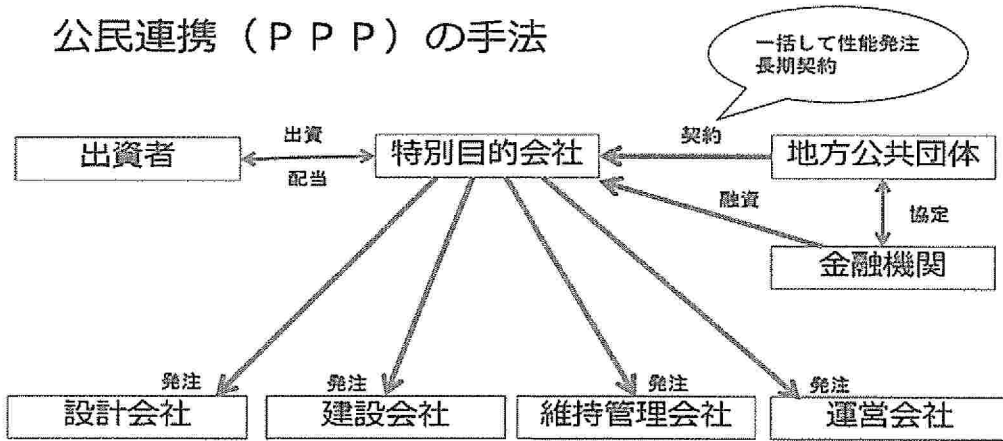 公民連携（ＰＰＰ）の手法
一括して性能発注
長期契約
出資者
出資
配当
特別目的会社
契約
地方公共団体
融資
協定
金融機関
発注
発注
発注
発注
設計会社
建設会社
維持管理会社
運営会社